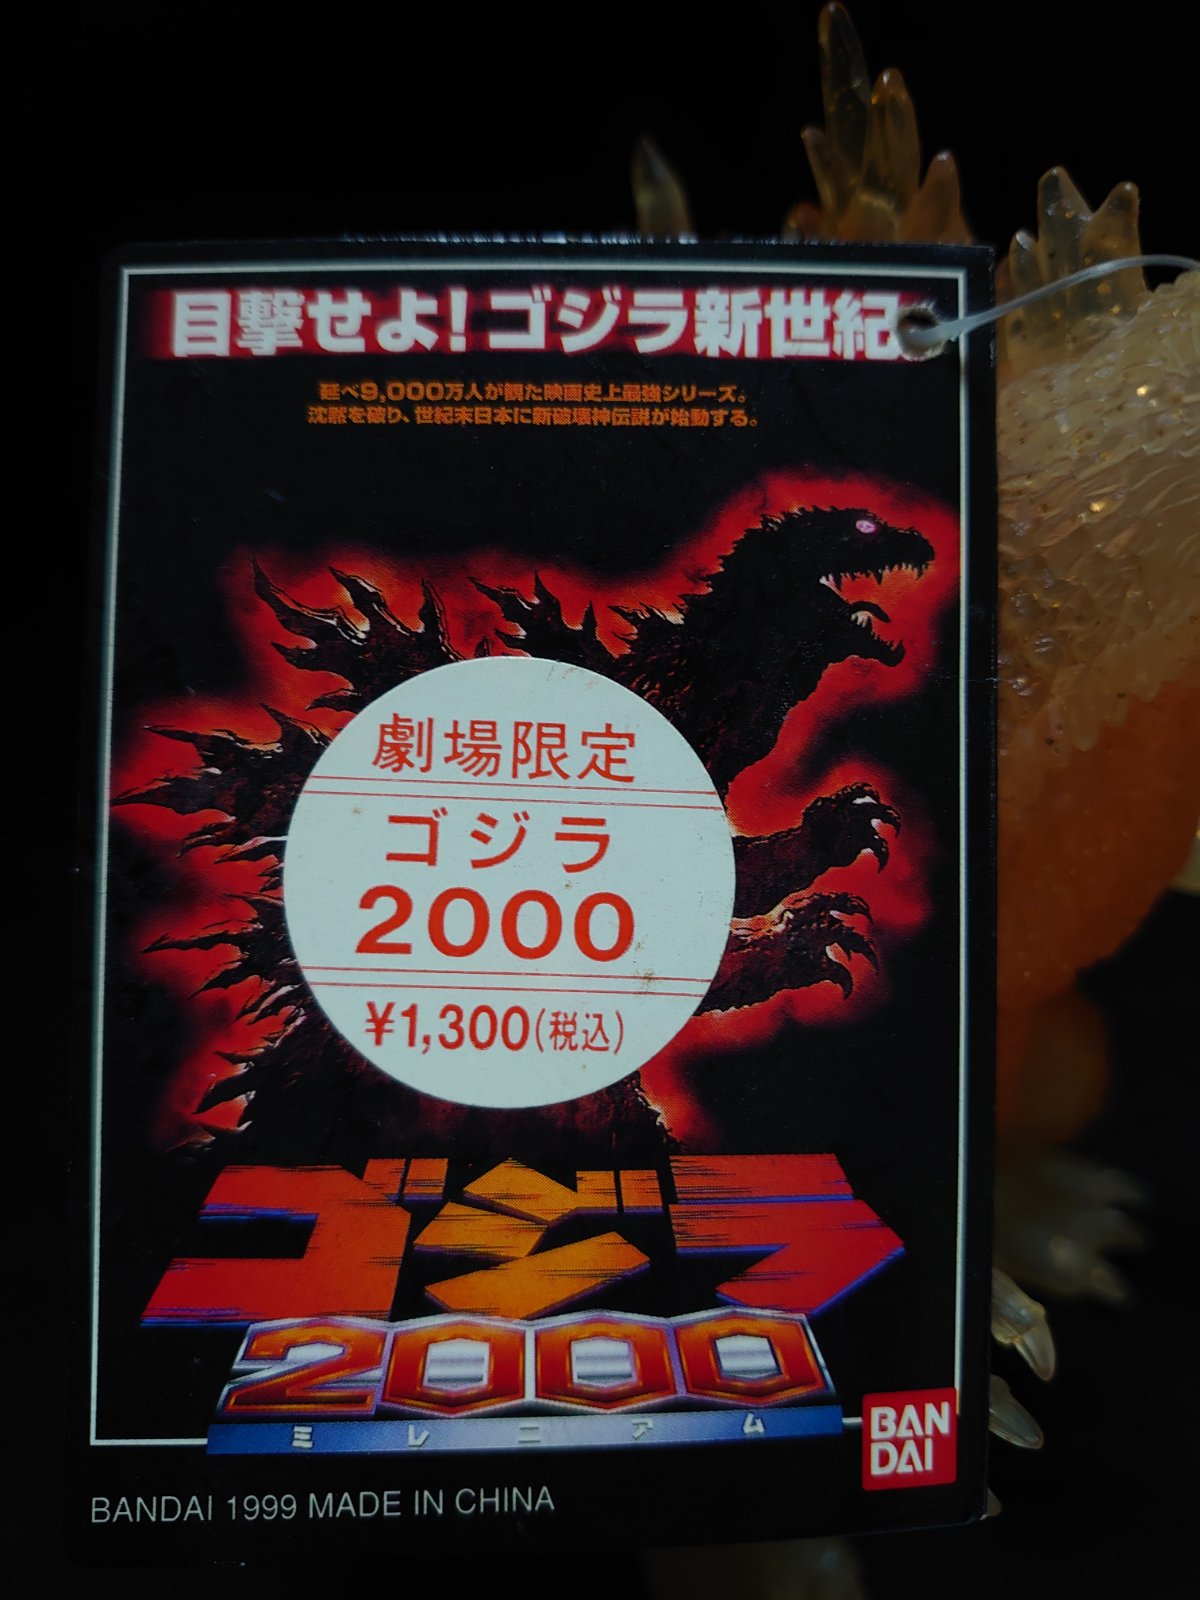 目撃せよ!ゴジラ新世紀
延べ9,000万人が観た映画史上最強シリーズ。
沈黙を破り、世紀末日本に新破壊神伝説が始動する。
劇場限定
ゴジラ
2000
¥1,300(税込)
ゴジラ
2000
ミレニアム
BAN
DAI
BANDAI 1999 MADE IN CHINA